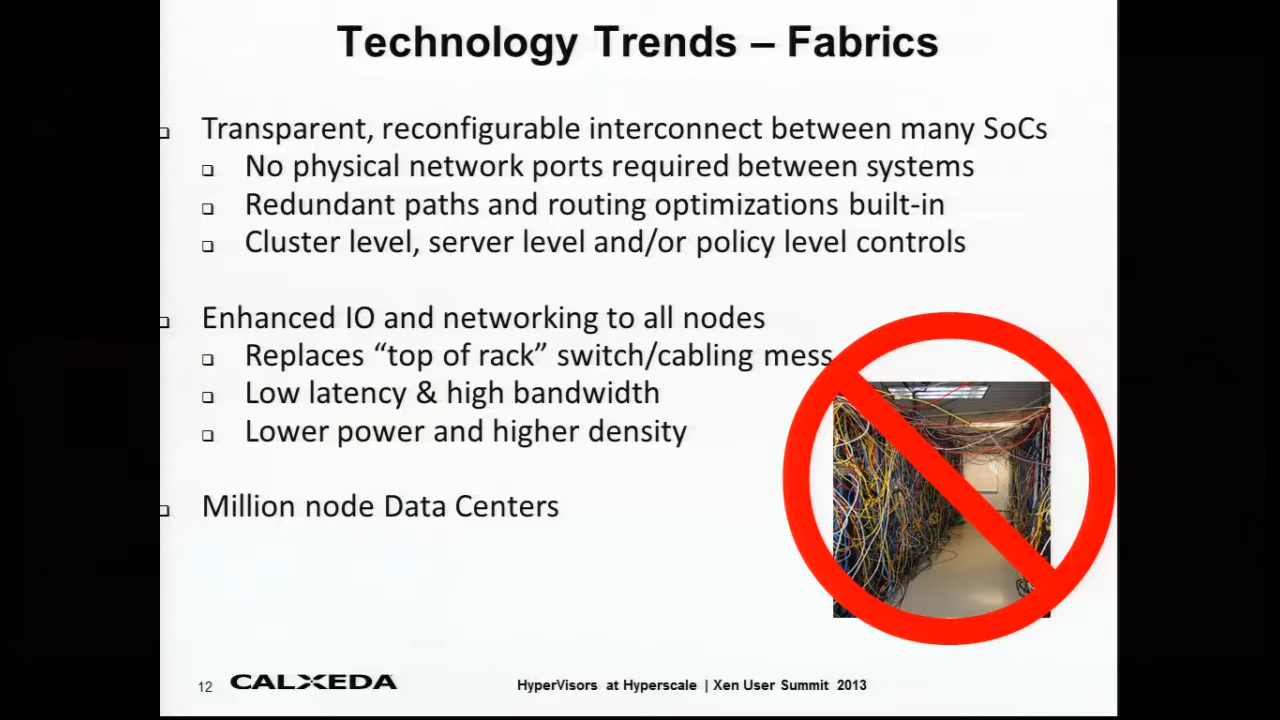 Technology Trends – Fabrics
Transparent, reconfigurable interconnect between many SoCs
No physical network ports required between systems
Redundant paths and routing optimizations built-in
Cluster level, server level and/or policy level controls
Enhanced IO and networking to all nodes
Replaces “top of rack” switch/cabling mess
Low latency & high bandwidth
Lower power and higher density
Million node Data Centers
12 CALXEDA HyperVisors at Hyperscale | Xen User Summit 2013